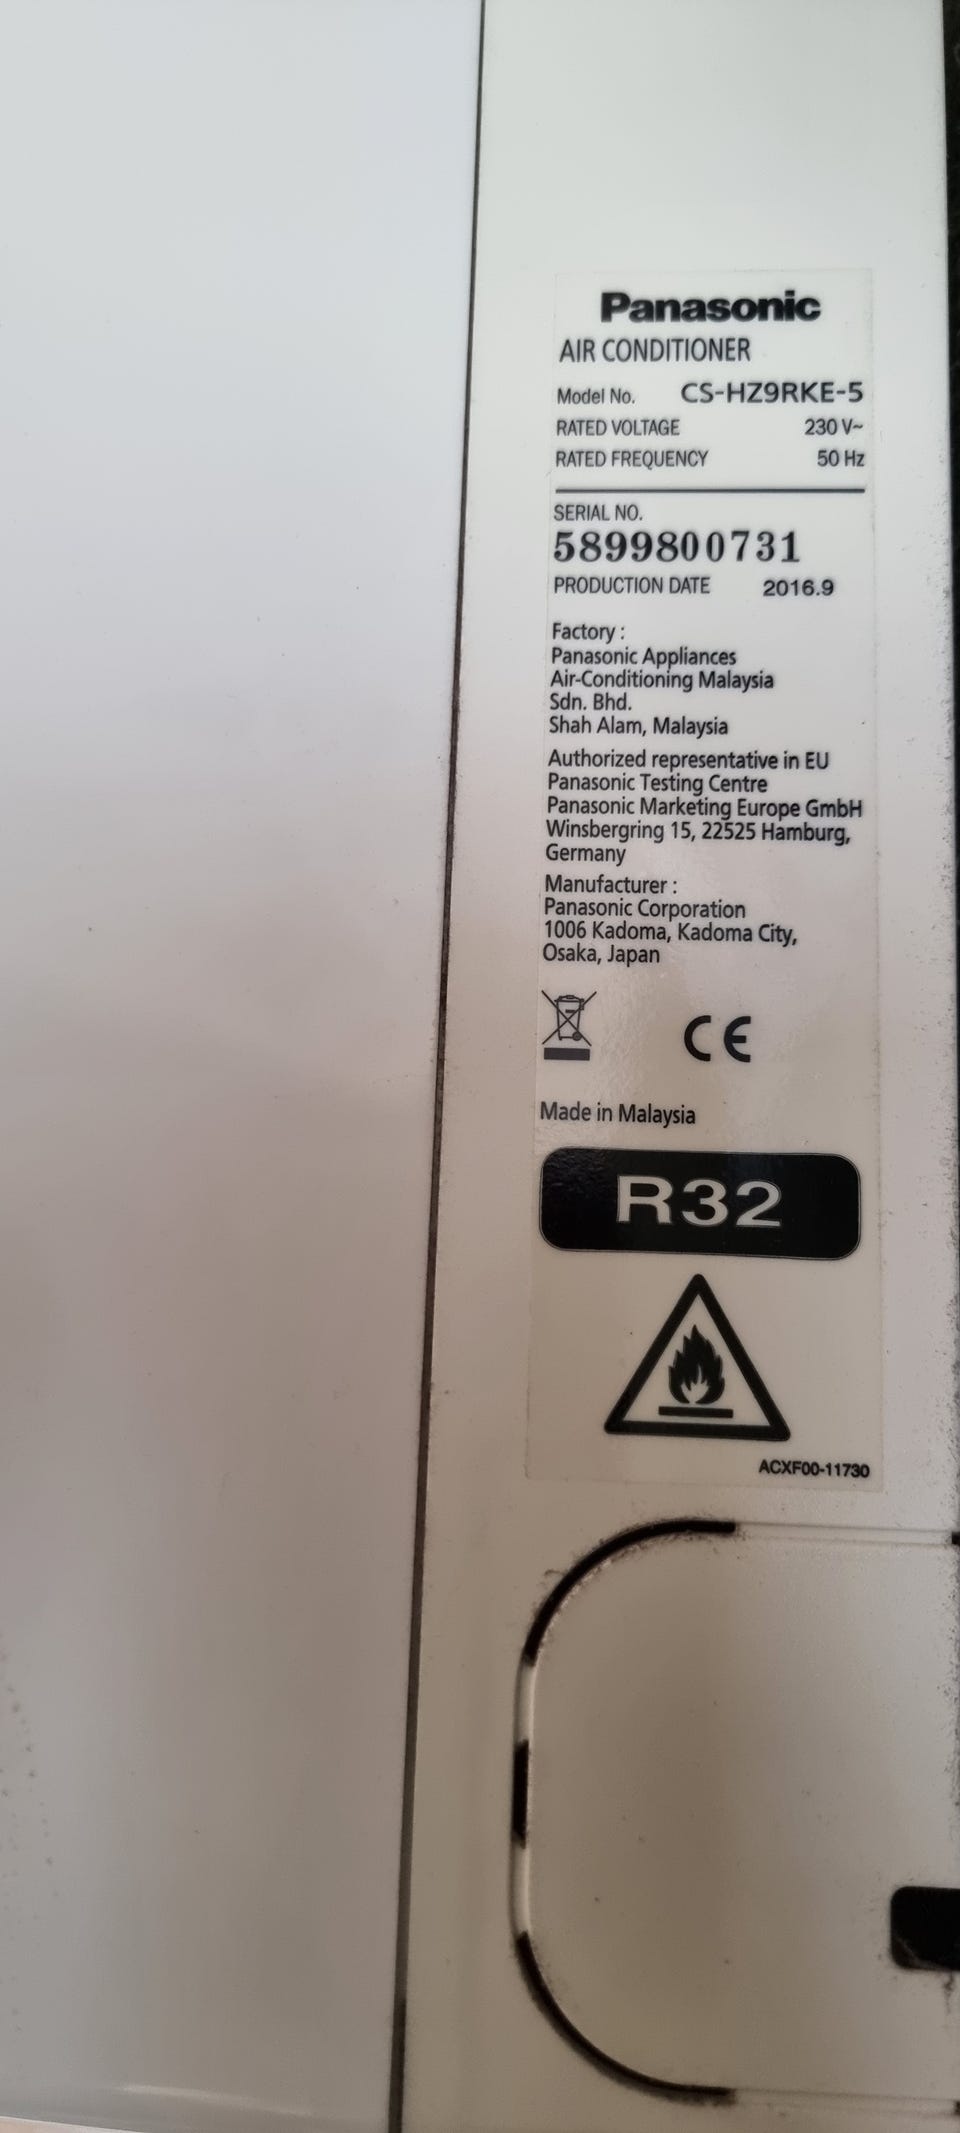 Panasonic
AIR CONDITIONER
Model No. CS-HZ9RKE-5
RATED VOLTAGE 230 V~
RATED FREQUENCY 50 Hz
SERIAL NO.
5899800731
PRODUCTION DATE 2016.9
Factory :
Panasonic Appliances
Air-Conditioning Malaysia
Sdn. Bhd.
Shah Alam, Malaysia
Authorized representative in EU
Panasonic Testing Centre
Panasonic Marketing Europe GmbH
Winsbergring 15, 22525 Hamburg,
Germany
Manufacturer :
Panasonic Corporation
1006 Kadoma, Kadoma City,
Osaka, Japan
CE
Made in Malaysia
R32
ACXF00-11730